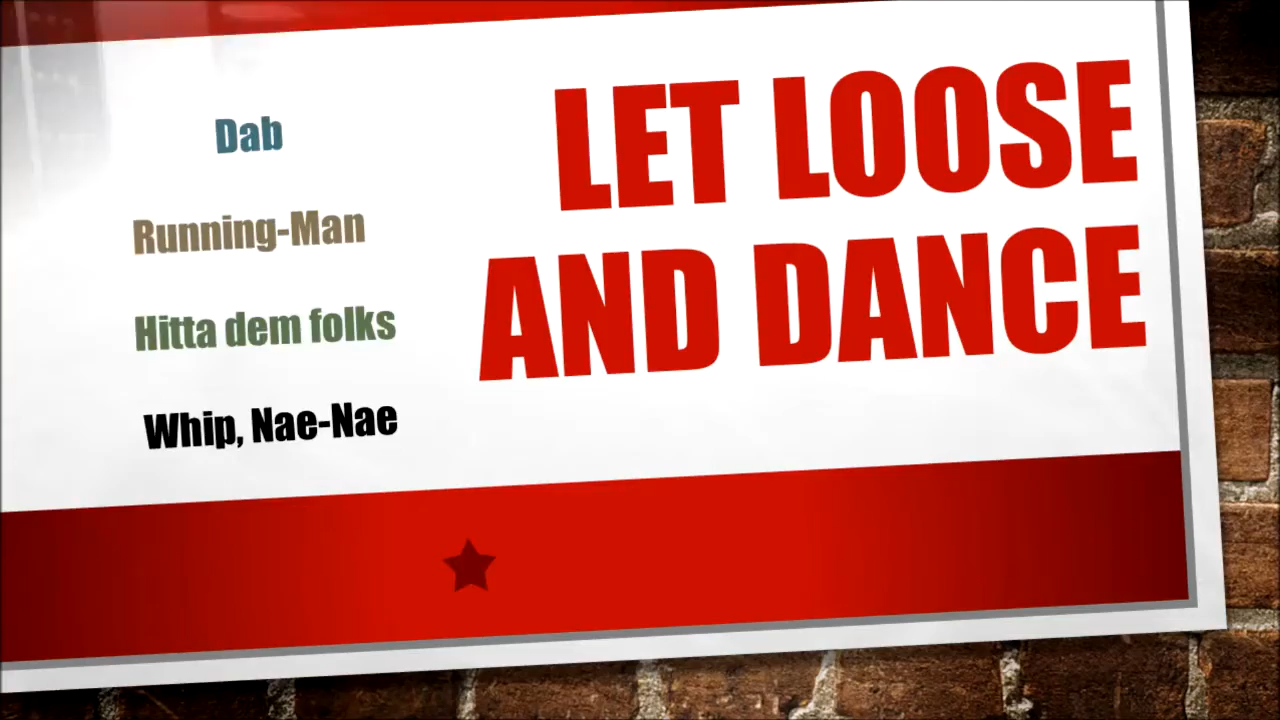 LET LOOSE
AND DANCE
Dab
Running-Man
Hitta dem folks
Whip, Nae-Nae